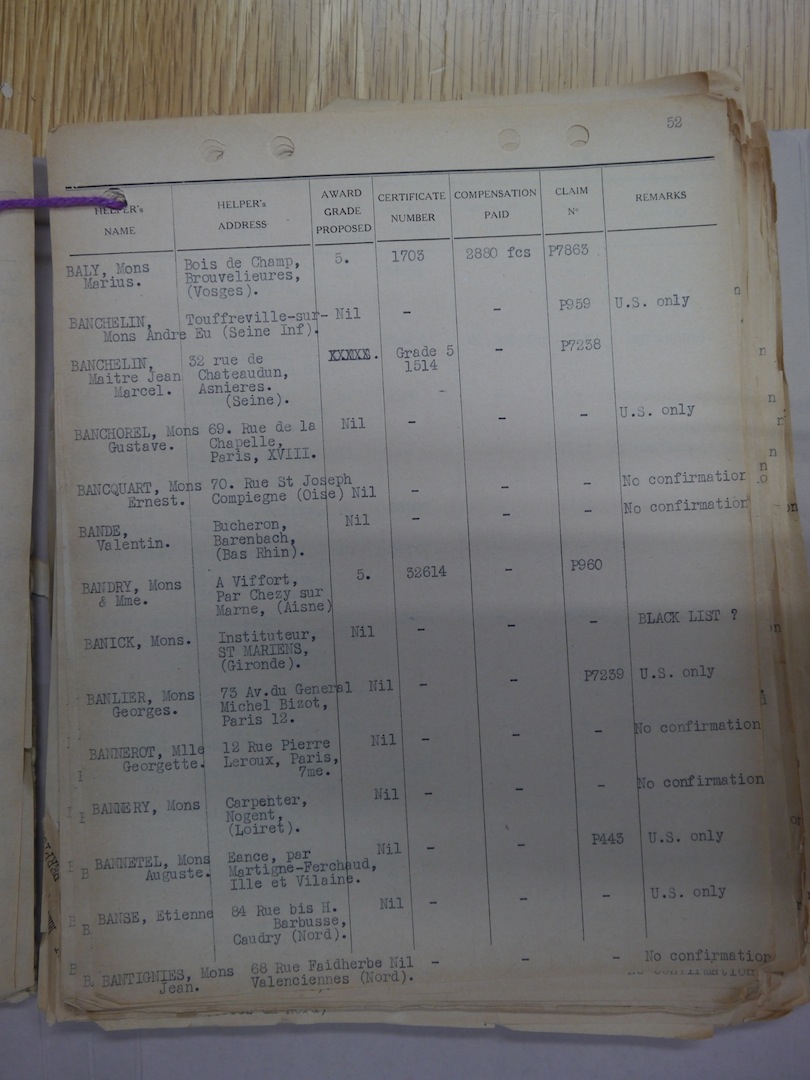 52
HELPER's NAME HELPER's ADDRESS AWARD GRADE PROPOSED CERTIFICATE NUMBER COMPENSATION PAID CLAIM N° REMARKS
BALY, Mons Bois de Champ, 5. 1703 2880 fcs P7863
Marius. Brouvelieures,
(Vosges).
BANCHELIN, Touffreville-sur- Nil - - P959 U.S. only
Mons Andre Eu (Seine Inf).
BANCHELIN, 32 rue de XXXXX. Grade 5 - P7238
Maitre Jean Chateaudun, 1514
Marcel. Asnieres.
(Seine).
BANCHOREL, Mons 69. Rue de la Nil - - - U.S. only
Gustave. Chapelle,
Paris, XVIII.
BANCQUART, Mons 70. Rue St Joseph - - - No confirmation
Ernest. Compiegne (Oise) Nil
BANDE, Bucheron, Nil - - - No confirmation
Valentin. Barenbach,
(Bas Rhin).
BANDRY, Mons A Viffort, 5. 32614 - P960
& Mme. Par Chezy sur
Marne, (Aisne)
BANICK, Mons. Instituteur, Nil - - - BLACK LIST ?
ST MARIENS,
(Gironde).
BANLIER, Mons 73 Av.du General Nil - - P7239 U.S. only
Georges. Michel Bizot,
Paris 12.
BANNEROT, Mlle 12 Rue Pierre Nil - - - No confirmation
Georgette. Leroux, Paris,
7me.
BANNERY, Mons Carpenter, Nil - - - No confirmation
Nogent,
(Loiret).
BANNETEL, Mons Eance, par Nil - - P443 U.S. only
Auguste. Martigne-Ferchaud,
Ille et Vilaine.
BANSE, Etienne 84 Rue bis H. Nil - - - U.S. only
Barbusse,
Caudry (Nord).
BANTIGNIES, Mons 68 Rue Faidherbe Nil - - - No confirmation
Jean. Valenciennes (Nord).